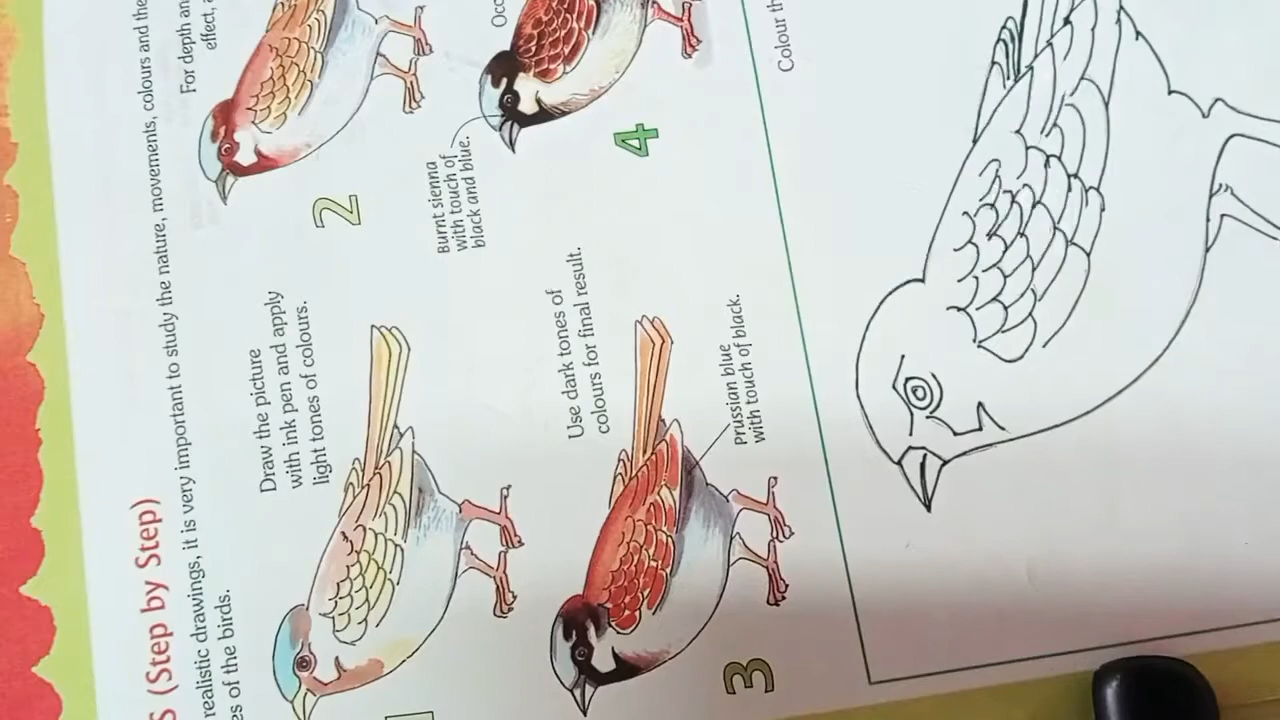 S (Step by Step)
realistic drawings, it is very important to study the nature, movements, colours and the
es of the birds.
Draw the picture
with ink pen and apply
light tones of colours.
1
For depth an
effect, a
2
Use dark tones of
colours for final result.
Prussian blue
with touch of black.
3
Occ
Burnt sienna
with touch of
black and blue.
4
Colour th